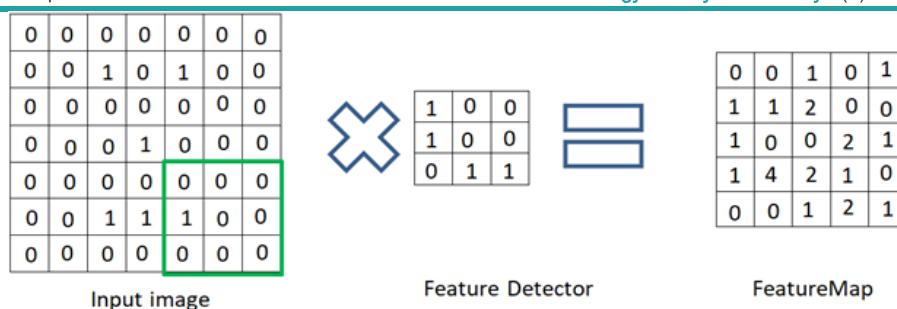 0 0 0 0 0 0 0
0 0 1 0 1 0 0
0 0 0 0 0 0 0
0 0 0 1 0 0 0
0 0 0 0 0 0 0
0 0 1 1 1 0 0
0 0 0 0 0 0 0
Input image
1 0 0
1 0 0
0 1 1
Feature Detector
0 0 1 0 1
1 1 2 0 0
1 0 0 2 1
1 4 2 1 0
0 0 1 2 1
FeatureMap